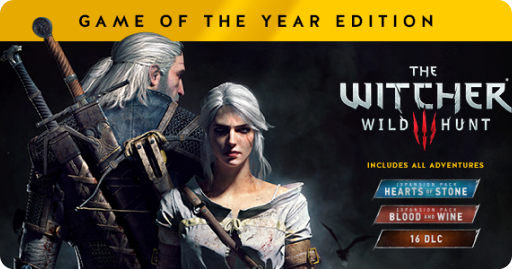 GAME OF THE YEAR EDITION
THE
WITCHER
WILD HUNT
INCLUDES ALL ADVENTURES
EXPANSION PACK
HEARTS OF STONE
EXPANSION PACK
BLOOD AND WINE
16 DLC